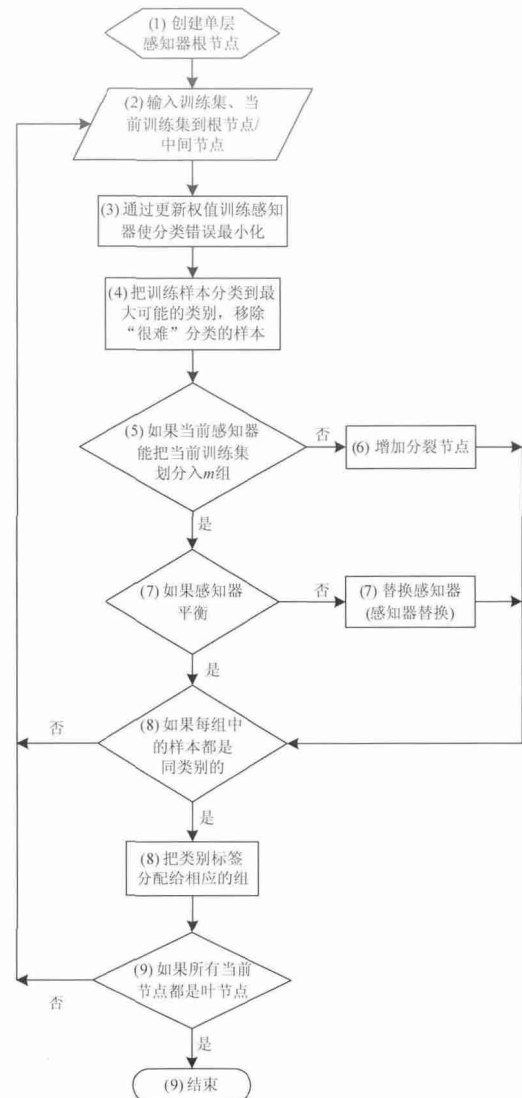 (1) 创建单层
感知器根节点
(2) 输入训练集、当
前训练集到根节点/
中间节点
(3) 通过更新权值训练感知
器使分类错误最小化
(4) 把训练样本分类到最
大可能的类别，移除
“很难”分类的样本
(5) 如果当前感知器
能把当前训练集
划分入m组
否
(6) 增加分裂节点
是
(7) 如果感知器
平衡
否
(7) 替换感知器
(感知器替换)
是
(8) 如果每组中
的样本都是
同类别的
否
是
(8) 把类别标签
分配给相应的组
(9) 如果所有当前
节点都是叶节点
否
是
(9) 结束